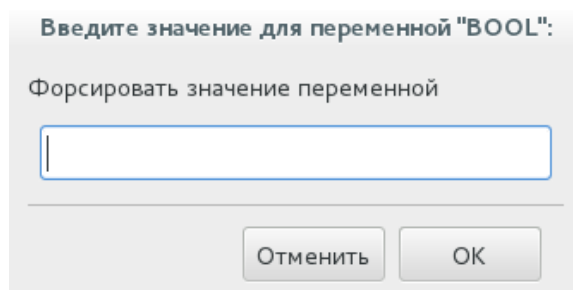 Введите значение для переменной "BOOL":
Форсировать значение переменной
Отменить
OK